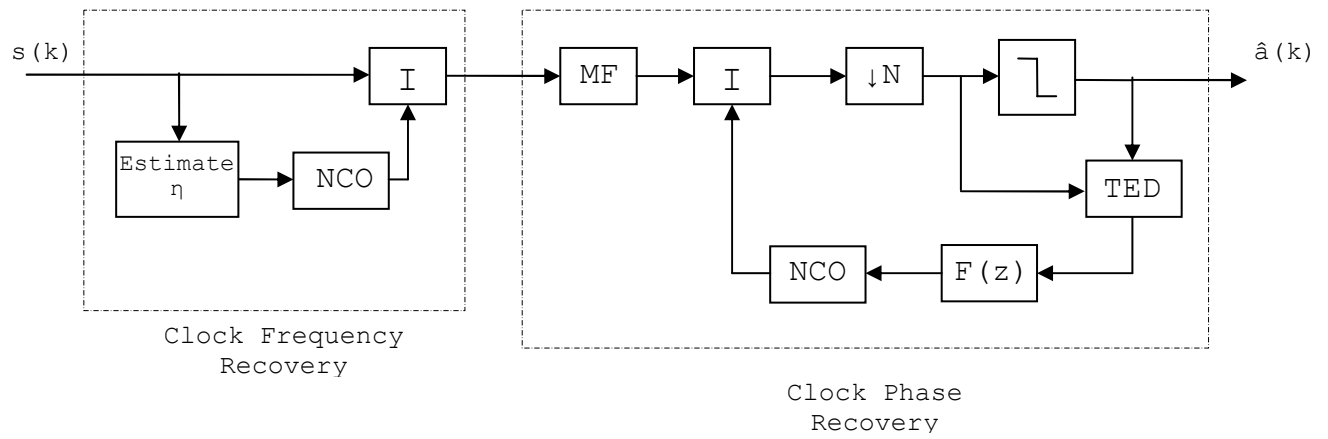 s(k)
I
MF
I
↓N
â(k)
Estimate
η
NCO
TED
NCO
F(z)
Clock Frequency
Recovery
Clock Phase
Recovery